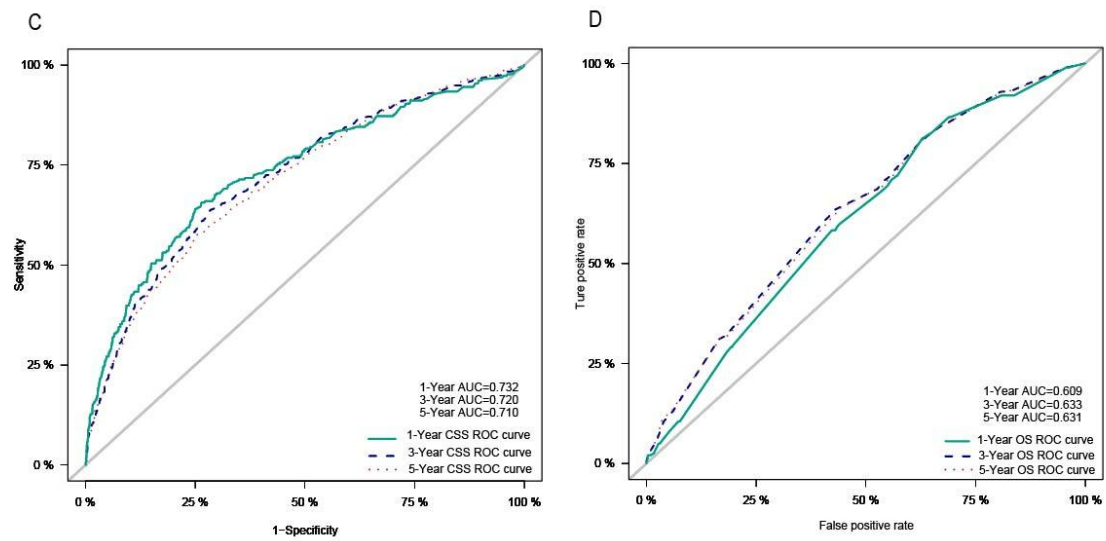 C
100 %
75 %
50 %
25 %
0 %
Sensitivity
1-Year AUC=0.732
3-Year AUC=0.720
5-Year AUC=0.710
1-Year CSS ROC curve
3-Year CSS ROC curve
5-Year CSS ROC curve
0 %
25 %
50 %
75 %
100 %
1−Specificity
D
100 %
75 %
50 %
25 %
0 %
Ture positive rate
1-Year AUC=0.609
3-Year AUC=0.633
5-Year AUC=0.631
1-Year OS ROC curve
3-Year OS ROC curve
5-Year OS ROC curve
0 %
25 %
50 %
75 %
100 %
False positive rate